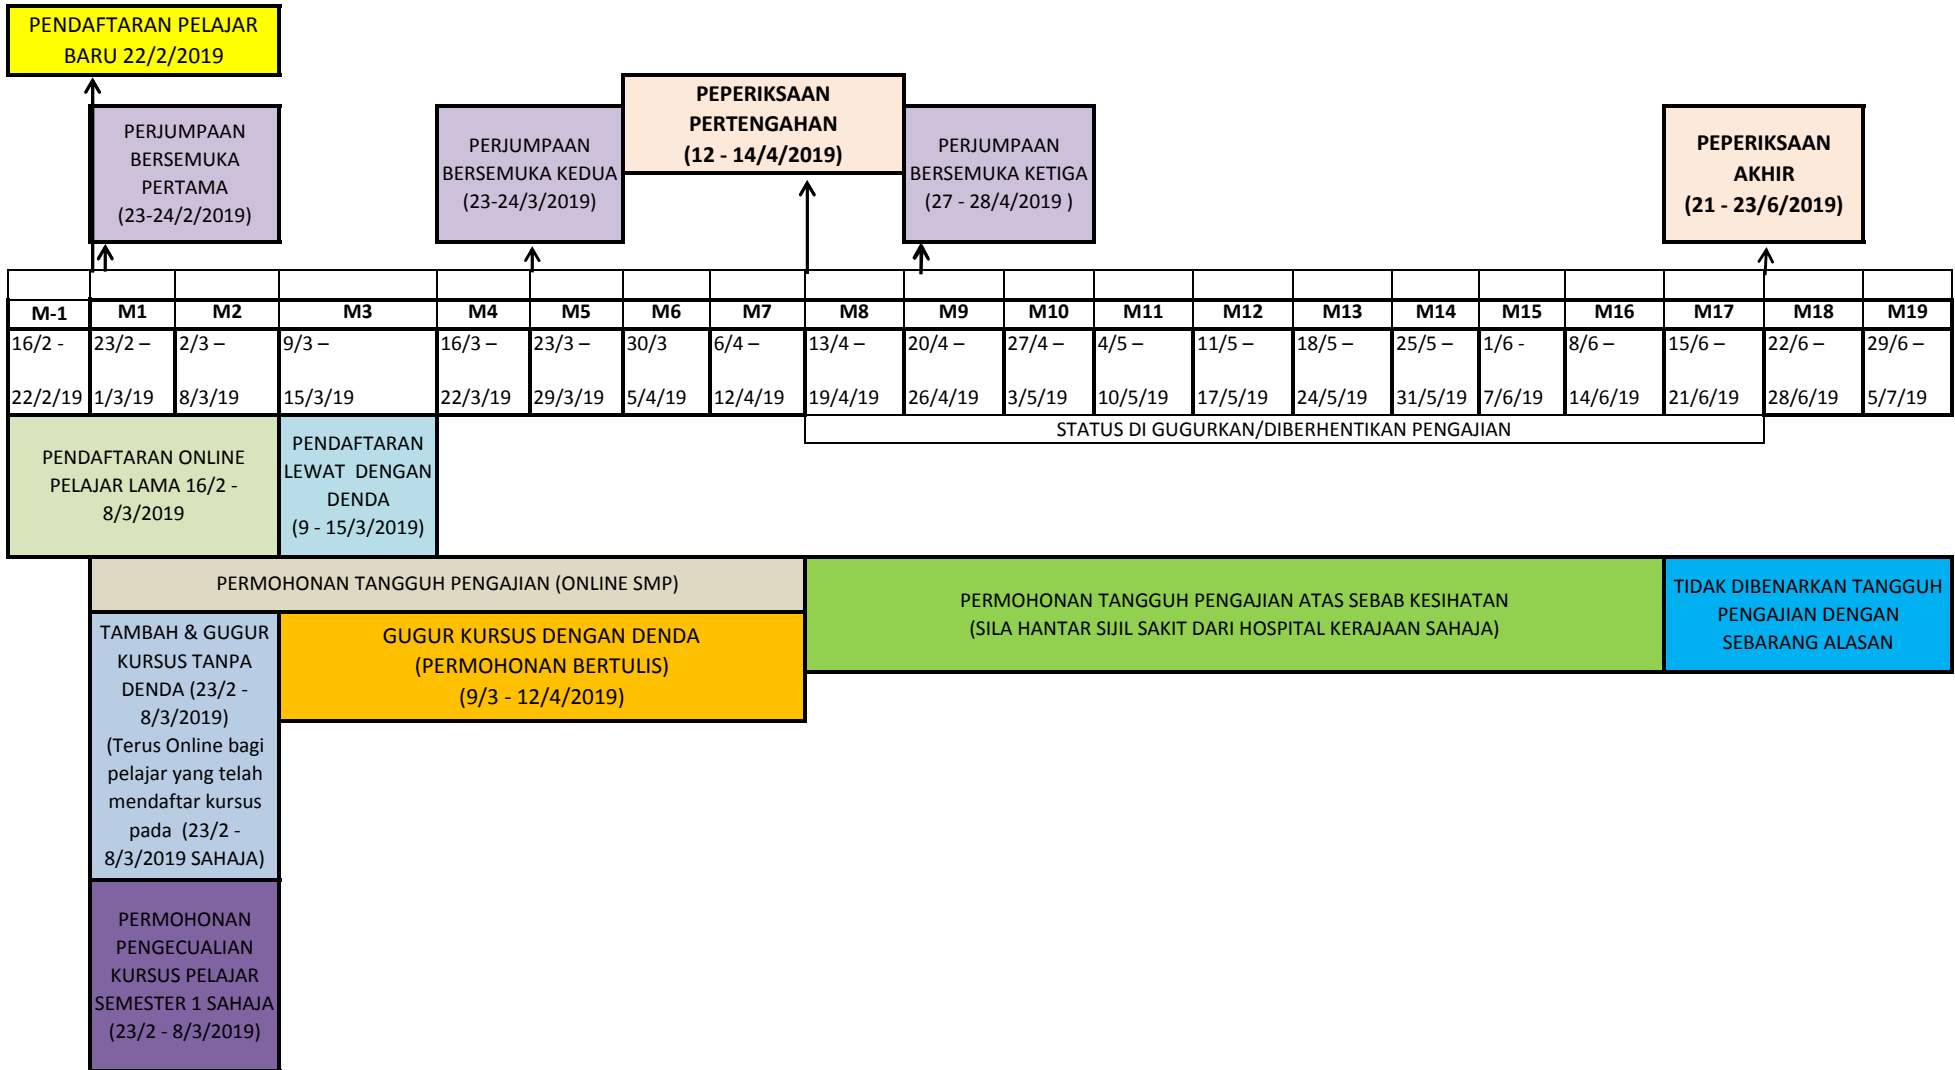 PENDAFTARAN PELAJAR
BARU 22/2/2019
PERJUMPAAN
BERSEMUKA
PERTAMA
(23-24/2/2019)
PERJUMPAAN
BERSEMUKA KEDUA
(23-24/3/2019)
PEPERIKSAAN
PERTENGAHAN
(12 - 14/4/2019)
PERJUMPAAN
BERSEMUKA KETIGA
(27 - 28/4/2019 )
PEPERIKSAAN
AKHIR
(21 - 23/6/2019)
M-1 M1 M2 M3 M4 M5 M6 M7 M8 M9 M10 M11 M12 M13 M14 M15 M16 M17 M18 M19
16/2 - 23/2 – 2/3 – 9/3 – 16/3 – 23/3 – 30/3 6/4 – 13/4 – 20/4 – 27/4 – 4/5 – 11/5 – 18/5 – 25/5 – 1/6 - 8/6 – 15/6 – 22/6 – 29/6 –
22/2/19 1/3/19 8/3/19 15/3/19 22/3/19 29/3/19 5/4/19 12/4/19 19/4/19 26/4/19 3/5/19 10/5/19 17/5/19 24/5/19 31/5/19 7/6/19 14/6/19 21/6/19 28/6/19 5/7/19
STATUS DI GUGURKAN/DIBERHENTIKAN PENGAJIAN
PENDAFTARAN ONLINE
PELAJAR LAMA 16/2 -
8/3/2019
PENDAFTARAN
LEWAT DENGAN
DENDA
(9 - 15/3/2019)
PERMOHONAN TANGGUH PENGAJIAN (ONLINE SMP)
PERMOHONAN TANGGUH PENGAJIAN ATAS SEBAB KESIHATAN
(SILA HANTAR SIJIL SAKIT DARI HOSPITAL KERAJAAN SAHAJA)
TIDAK DIBENARKAN TANGGUH
PENGAJIAN DENGAN
SEBARANG ALASAN
TAMBAH & GUGUR
KURSUS TANPA
DENDA (23/2 -
8/3/2019)
(Terus Online bagi
pelajar yang telah
mendaftar kursus
pada (23/2 -
8/3/2019 SAHAJA)
GUGUR KURSUS DENGAN DENDA
(PERMOHONAN BERTULIS)
(9/3 - 12/4/2019)
PERMOHONAN
PENGECUALIAN
KURSUS PELAJAR
SEMESTER 1 SAHAJA
(23/2 - 8/3/2019)